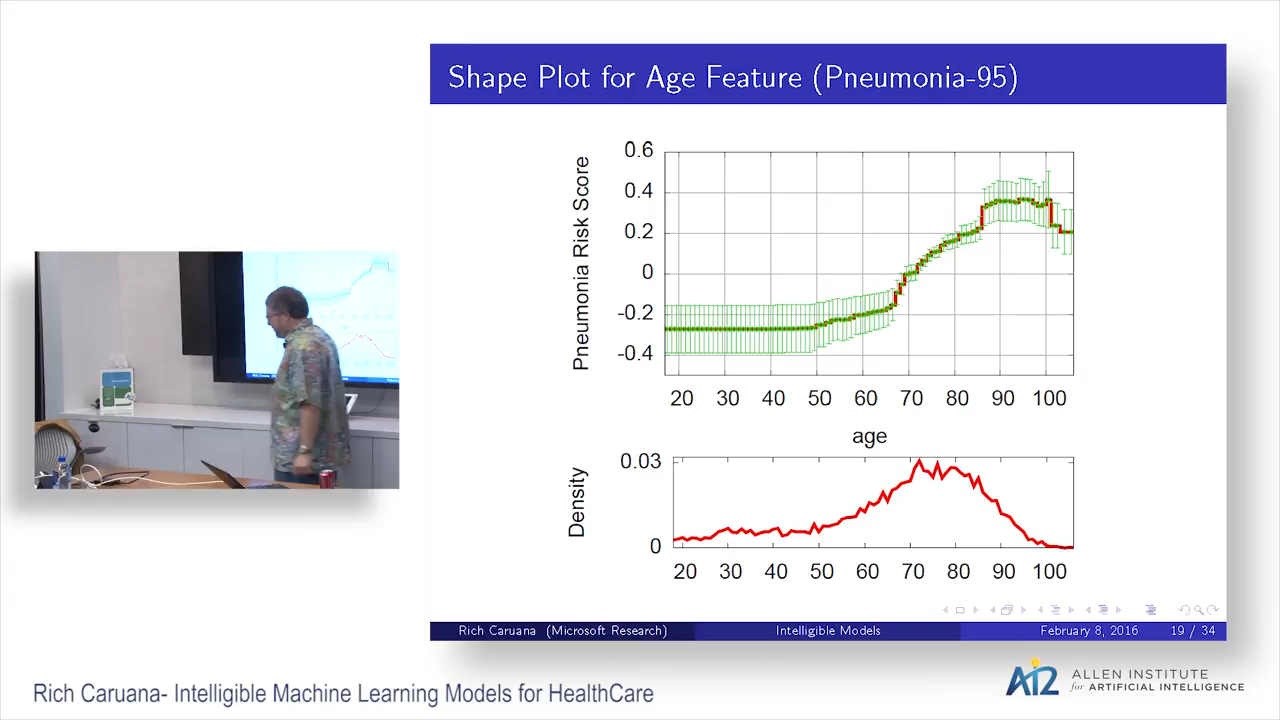 Shape Plot for Age Feature (Pneumonia-95)
Pneumonia Risk Score
0.6
0.4
0.2
0
-0.2
-0.4
20 30 40 50 60 70 80 90 100
age
Density
0.03
0
20 30 40 50 60 70 80 90 100
Rich Caruana (Microsoft Research) Intelligible Models February 8, 2016 19 / 34
Rich Caruana- Intelligible Machine Learning Models for HealthCare
AI2 ALLEN INSTITUTE
for ARTIFICIAL INTELLIGENCE